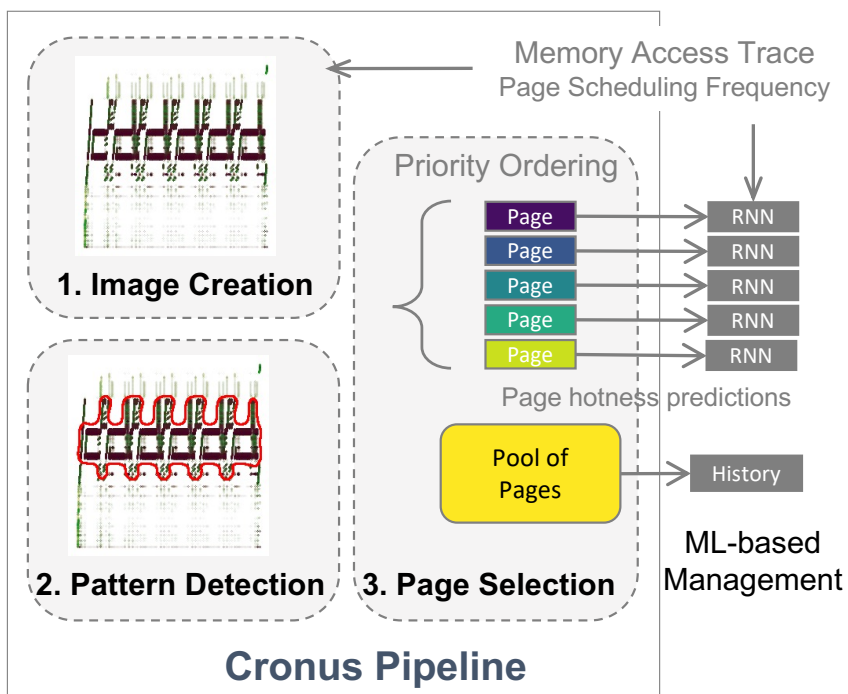 Memory Access Trace
Page Scheduling Frequency
1. Image Creation
2. Pattern Detection
Priority Ordering
Page
RNN
Page
RNN
Page
RNN
Page
RNN
Page
RNN
Page hotness predictions
Pool of
Pages
History
3. Page Selection
ML-based
Management
Cronus Pipeline